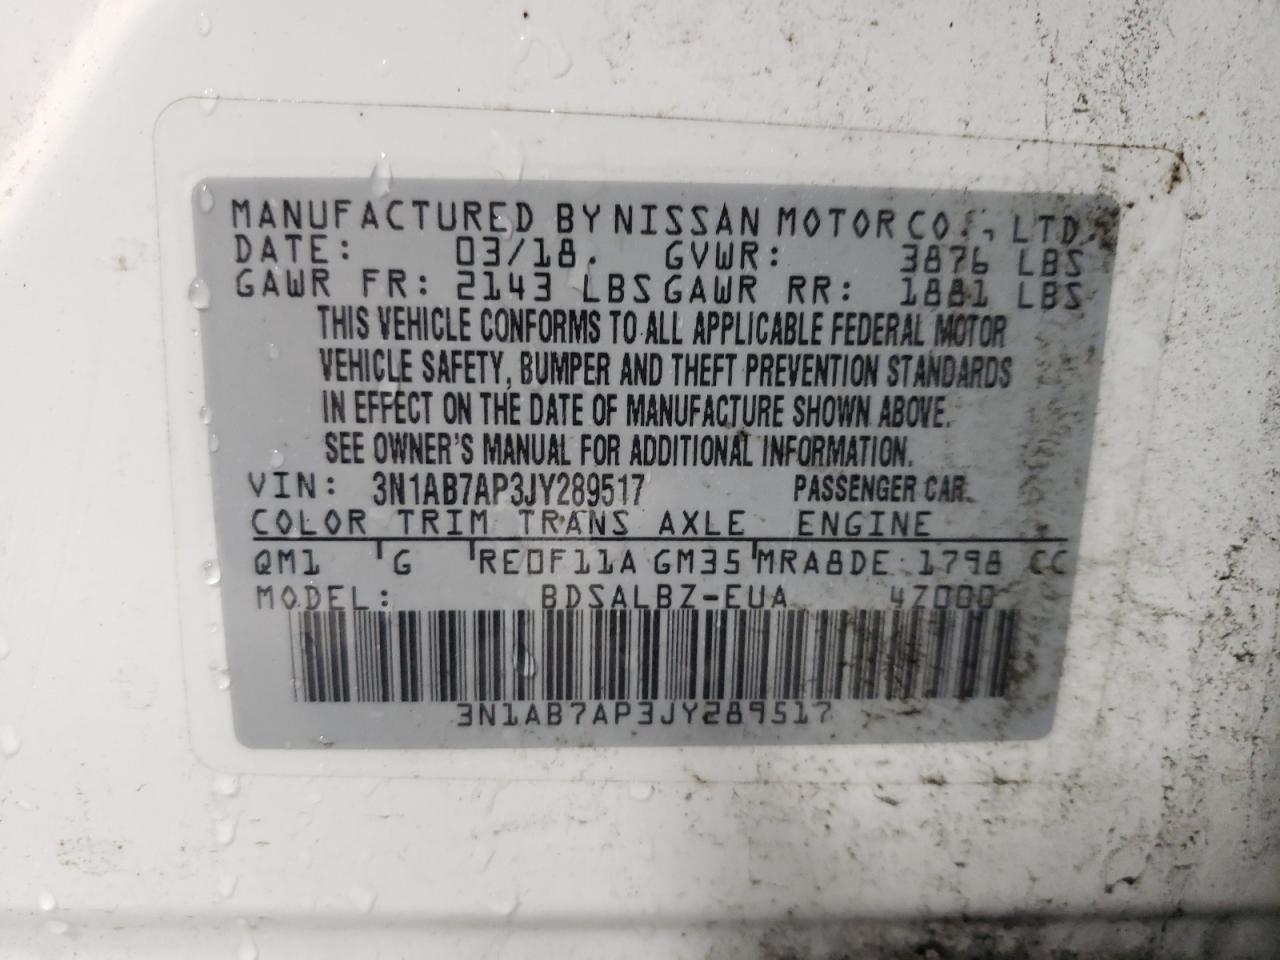 MANUFACTURED BY NISSAN MOTOR CO., LTD.
DATE: 03/18. GVWR: 3876 LBS
GAWR FR: 2143 LBS GAWR RR: 1881 LBS
THIS VEHICLE CONFORMS TO ALL APPLICABLE FEDERAL MOTOR
VEHICLE SAFETY, BUMPER AND THEFT PREVENTION STANDARDS
IN EFFECT ON THE DATE OF MANUFACTURE SHOWN ABOVE.
SEE OWNER'S MANUAL FOR ADDITIONAL INFORMATION.
VIN: 3N1AB7AP3JY289517 PASSENGER CAR
COLOR TRIM TRANS AXLE ENGINE
QM1 G RE0F11A GM35 MRA8DE 1798 CC
MODEL: BDSALBZ-EUA 4Z000
3N1AB7AP3JY289517